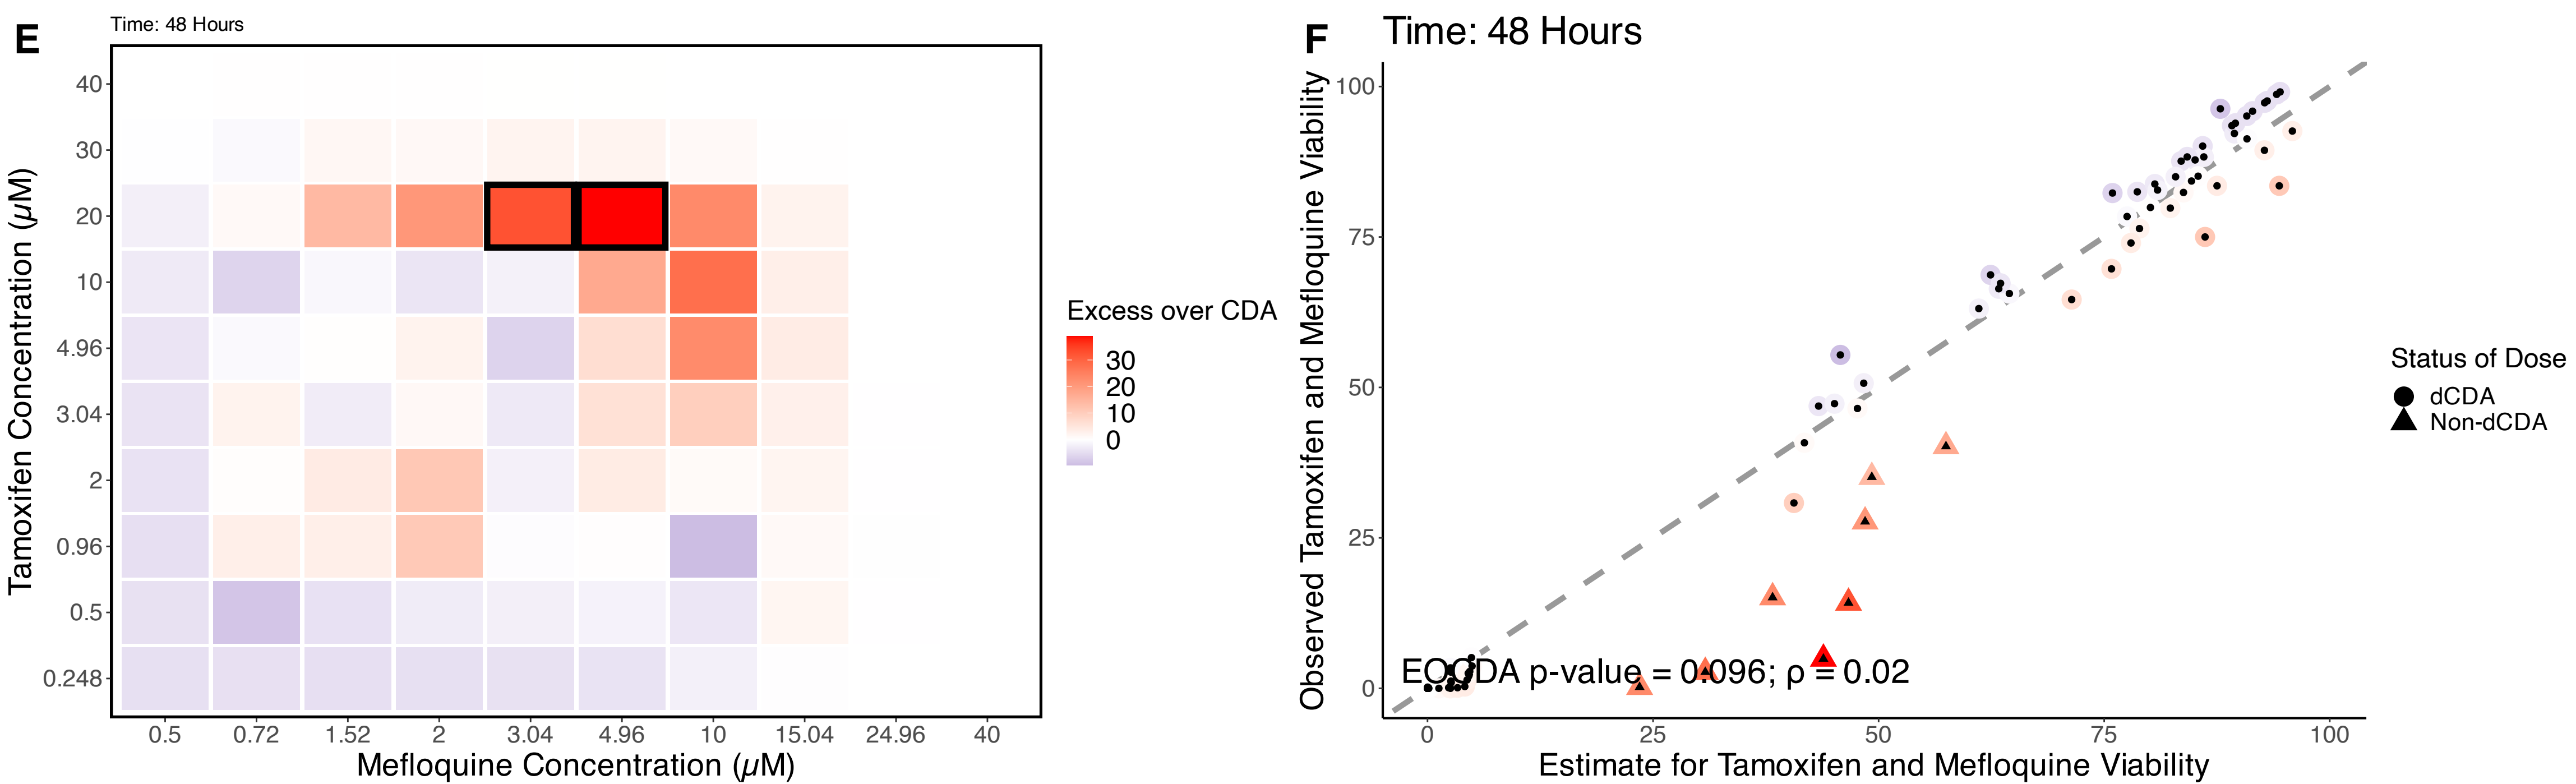 E
Time: 48 Hours
Tamoxifen Concentration (µM)
40
30
20
10
4.96
3.04
2
0.96
0.5
0.248
0.5 0.72 1.52 2 3.04 4.96 10 15.04 24.96 40
Mefloquine Concentration (µM)
Excess over CDA
30
20
10
0
F
Time: 48 Hours
Observed Tamoxifen and Mefloquine Viability
100
75
50
25
0
EOCDA p-value = 0.096; ρ = 0.02
0 25 50 75 100
Estimate for Tamoxifen and Mefloquine Viability
Status of Dose
dCDA
Non-dCDA